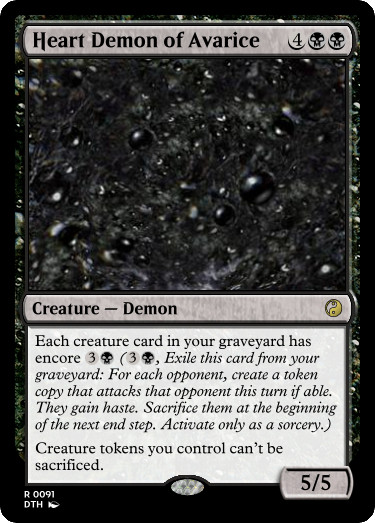 Heart Demon of Avarice 4
Creature — Demon
Each creature card in your graveyard has
encore 3 (3, Exile this card from your
graveyard: For each opponent, create a token
copy that attacks that opponent this turn if able.
They gain haste. Sacrifice them at the beginning
of the next end step. Activate only as a sorcery.)
Creature tokens you control can't be
sacrificed.
5/5
R 0091
DTH